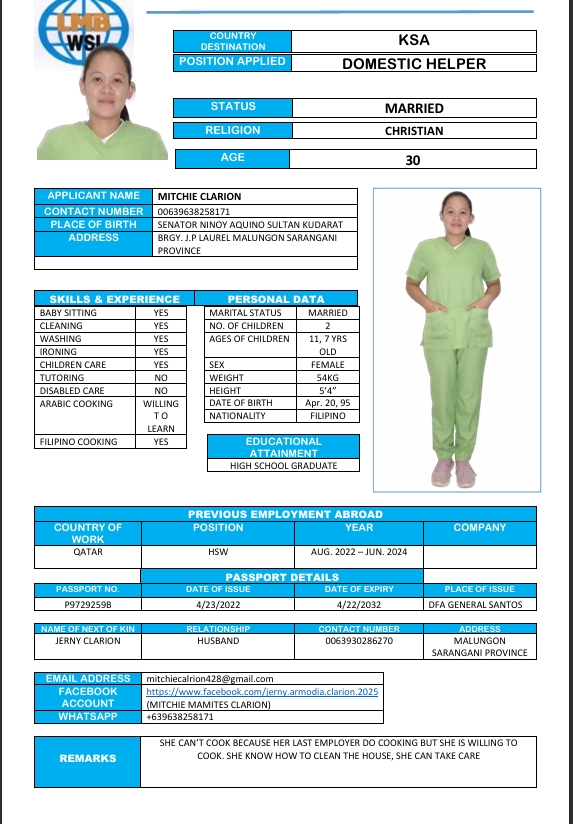 LMB
WSI
COUNTRY DESTINATION KSA
POSITION APPLIED DOMESTIC HELPER
STATUS MARRIED
RELIGION CHRISTIAN
AGE 30
APPLICANT NAME MITCHIE CLARION
CONTACT NUMBER 00639638258171
PLACE OF BIRTH SENATOR NINOY AQUINO SULTAN KUDARAT
ADDRESS BRGY. J.P LAUREL MALUNGON SARANGANI
PROVINCE
SKILLS & EXPERIENCE
BABY SITTING YES
CLEANING YES
WASHING YES
IRONING YES
CHILDREN CARE YES
TUTORING NO
DISABLED CARE NO
ARABIC COOKING WILLING
T O
LEARN
FILIPINO COOKING YES
PERSONAL DATA
MARITAL STATUS MARRIED
NO. OF CHILDREN 2
AGES OF CHILDREN 11, 7 YRS
OLD
SEX FEMALE
WEIGHT 54KG
HEIGHT 5’4”
DATE OF BIRTH Apr. 20, 95
NATIONALITY FILIPINO
EDUCATIONAL
ATTAINMENT
HIGH SCHOOL GRADUATE
PREVIOUS EMPLOYMENT ABROAD
COUNTRY OF WORK POSITION YEAR COMPANY
QATAR HSW AUG. 2022 – JUN. 2024
PASSPORT DETAILS
PASSPORT NO. DATE OF ISSUE DATE OF EXPIRY PLACE OF ISSUE
P9729259B 4/23/2022 4/22/2032 DFA GENERAL SANTOS
NAME OF NEXT OF KIN RELATIONSHIP CONTACT NUMBER ADDRESS
JERNY CLARION HUSBAND 0063930286270 MALUNGON
SARANGANI PROVINCE
EMAIL ADDRESS mitchiecalrion428@gmail.com
FACEBOOK ACCOUNT https://www.facebook.com/jerny.armodia.clarion.2025
(MITCHIE MAMITES CLARION)
WHATSAPP +639638258171
REMARKS SHE CAN’T COOK BECAUSE HER LAST EMPLOYER DO COOKING BUT SHE IS WILLING TO
COOK. SHE KNOW HOW TO CLEAN THE HOUSE, SHE CAN TAKE CARE